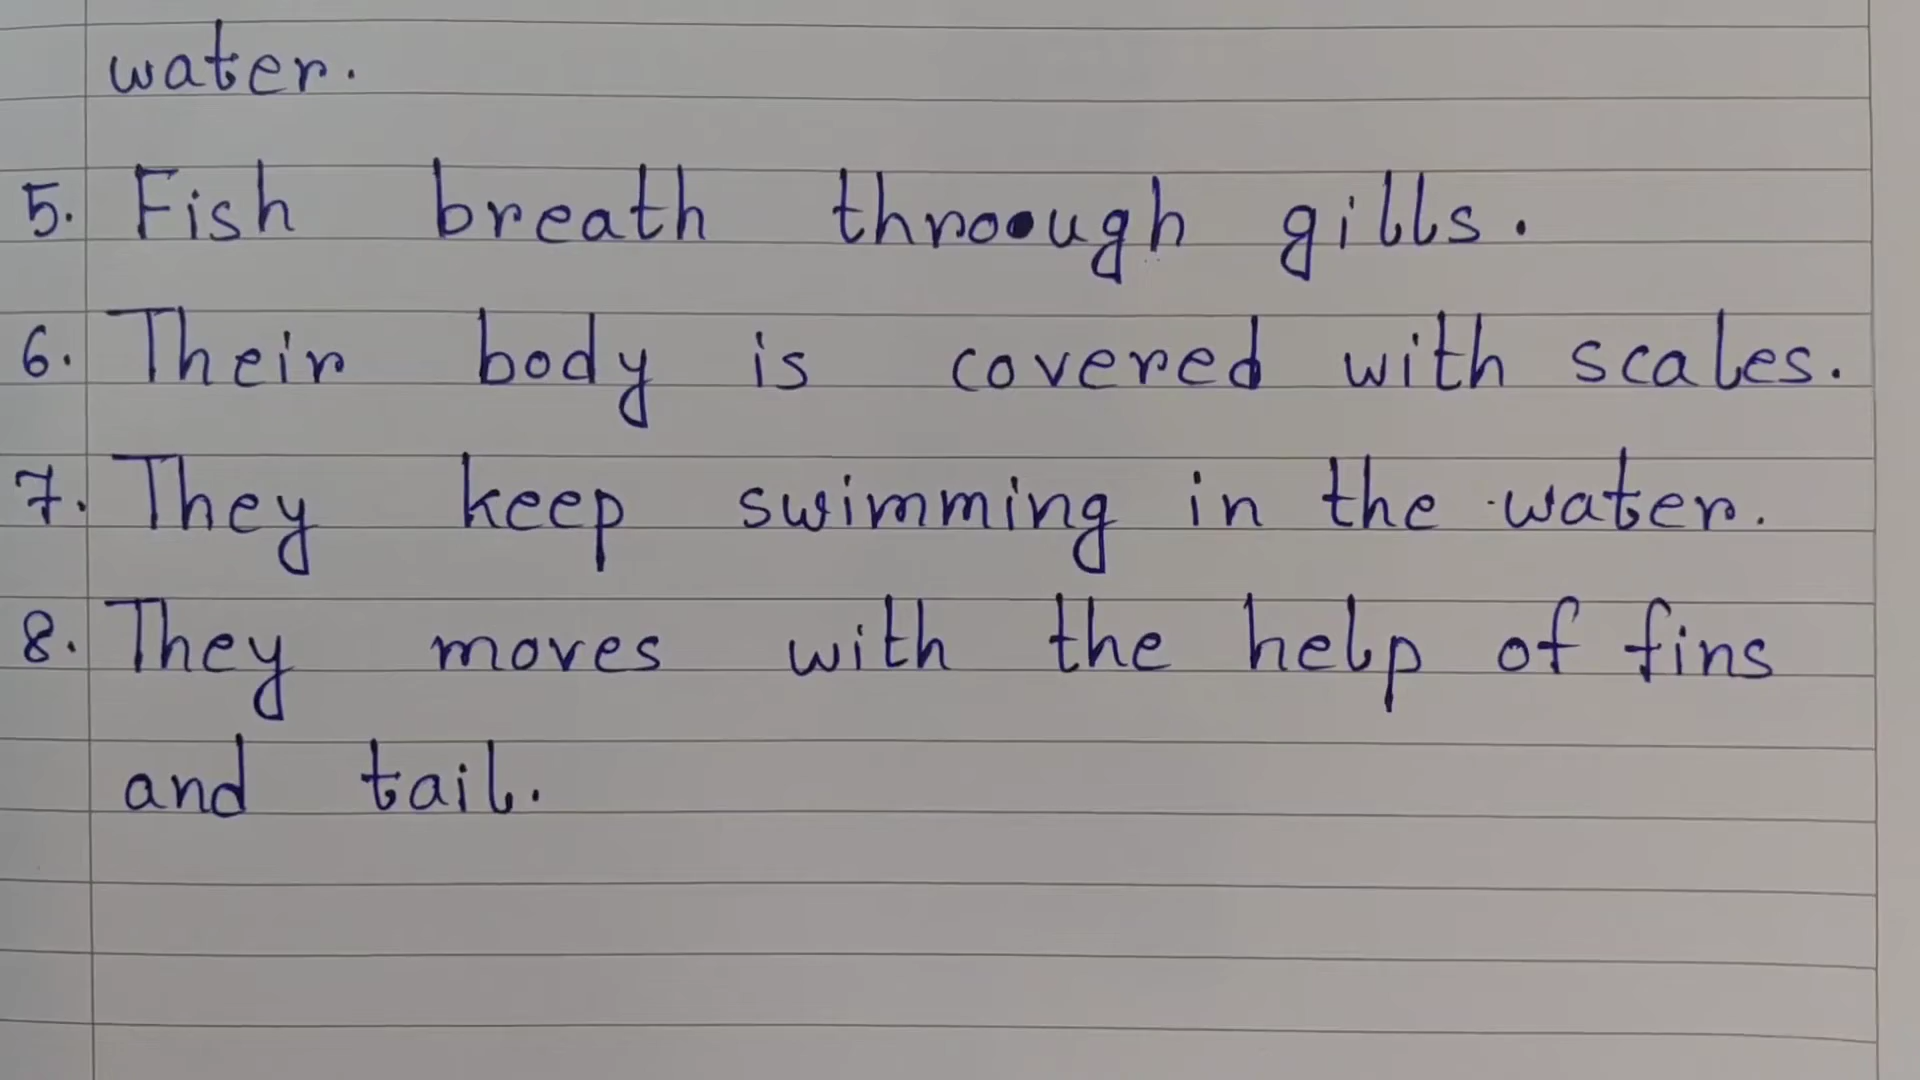 water.
5. Fish breath through gills.
6. Their body is covered with scales.
7. They keep swimming in the water.
8. They moves with the help of fins
and tail.